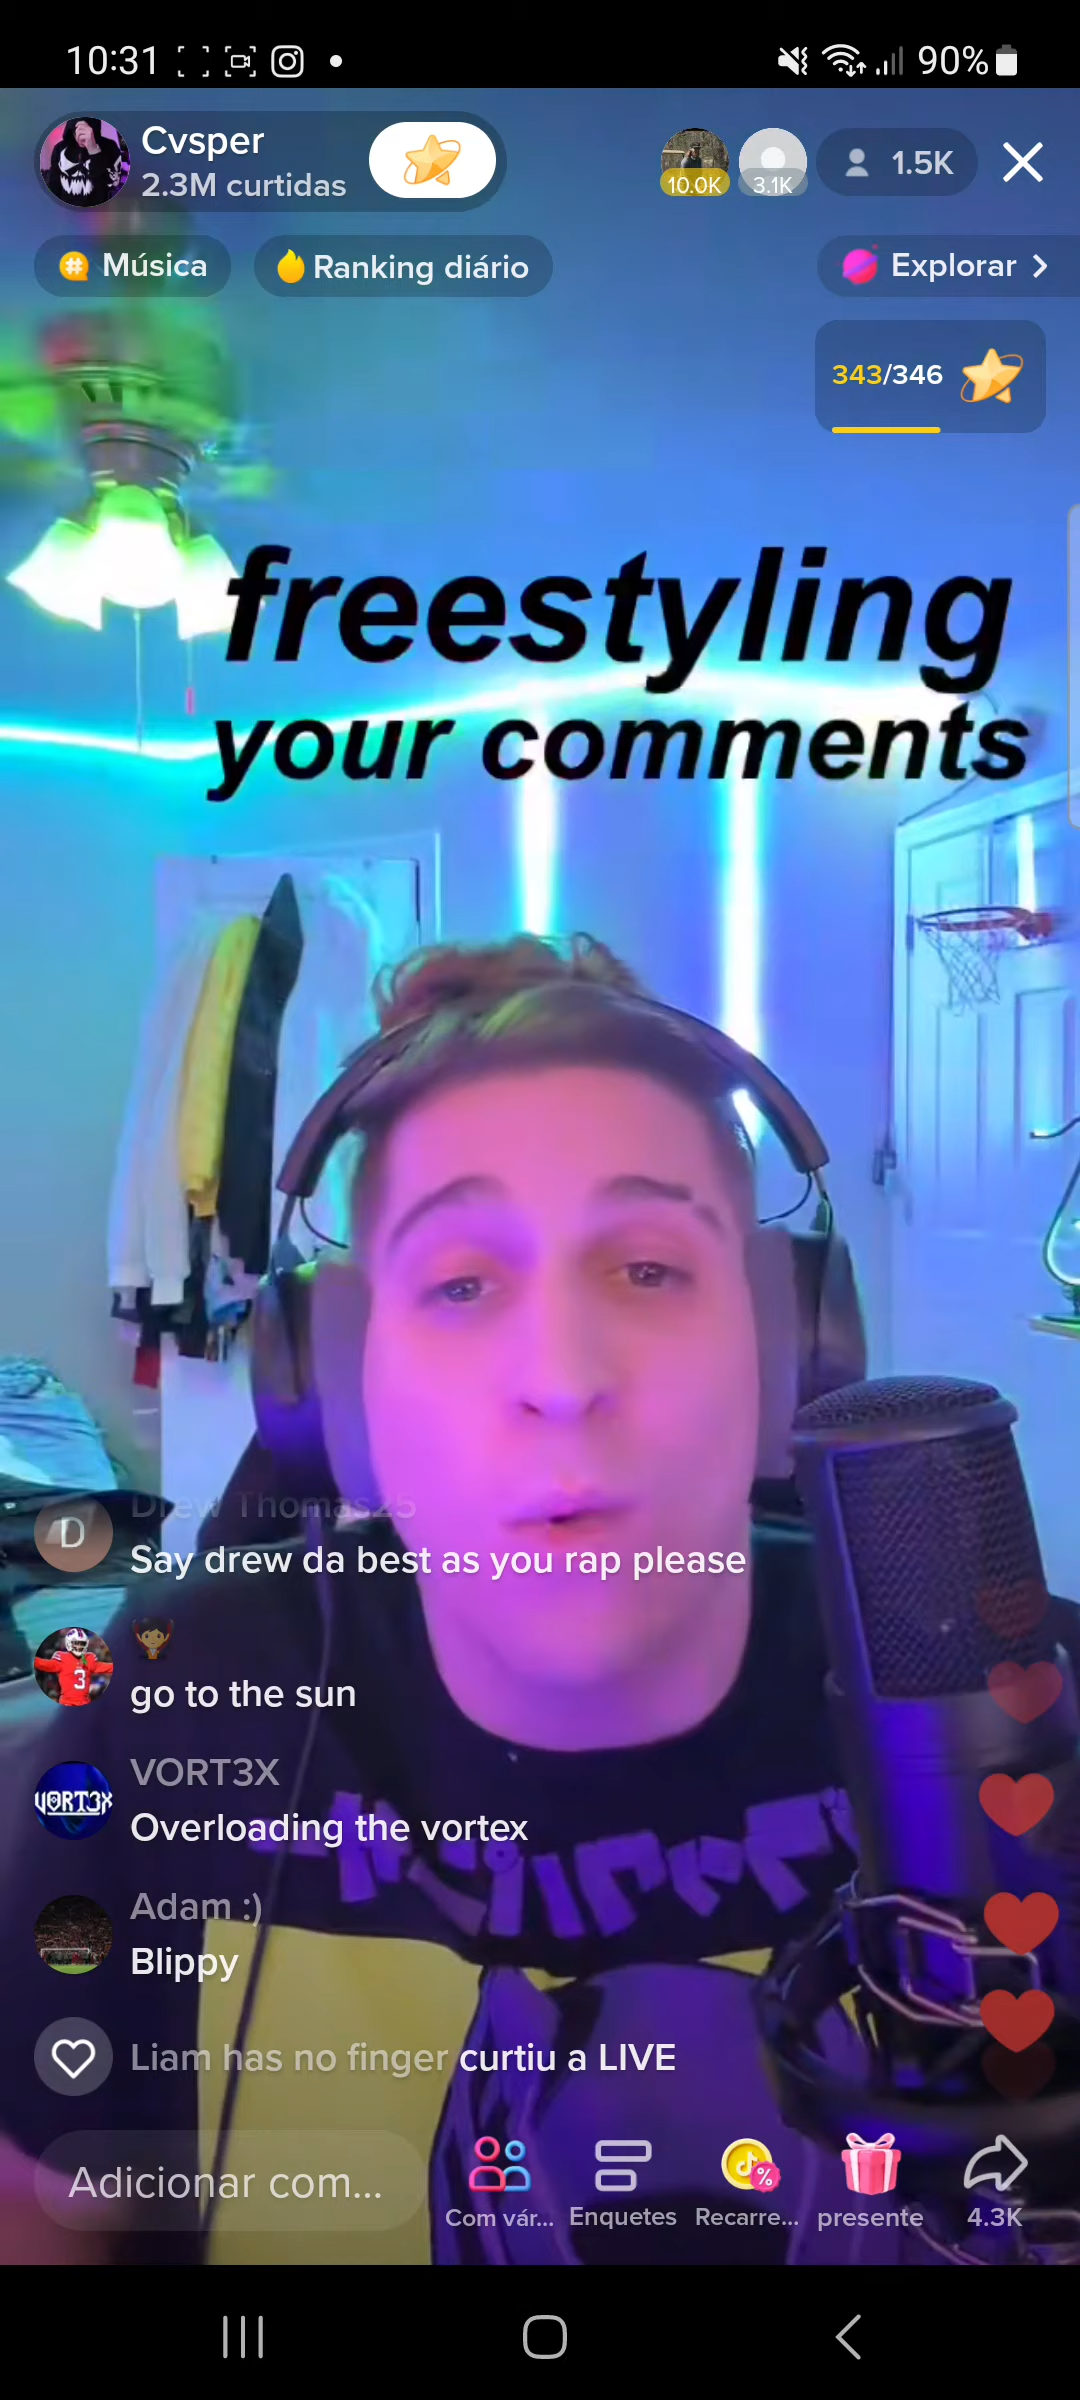 10:31
90%
Cvsper
2.3M curtidas
10.0K
3.1K
1.5K
Música
Ranking diário
Explorar
343/346
freestyling
your comments
Drew Thomas25
D
Say drew da best as you rap please
3
go to the sun
VORT3X
VORT3X
Overloading the vortex
Adam :)
Blippy
Liam has no finger curtiu a LIVE
Adicionar com...
Com vár...
Enquetes
Recarre...
presente
4.3K